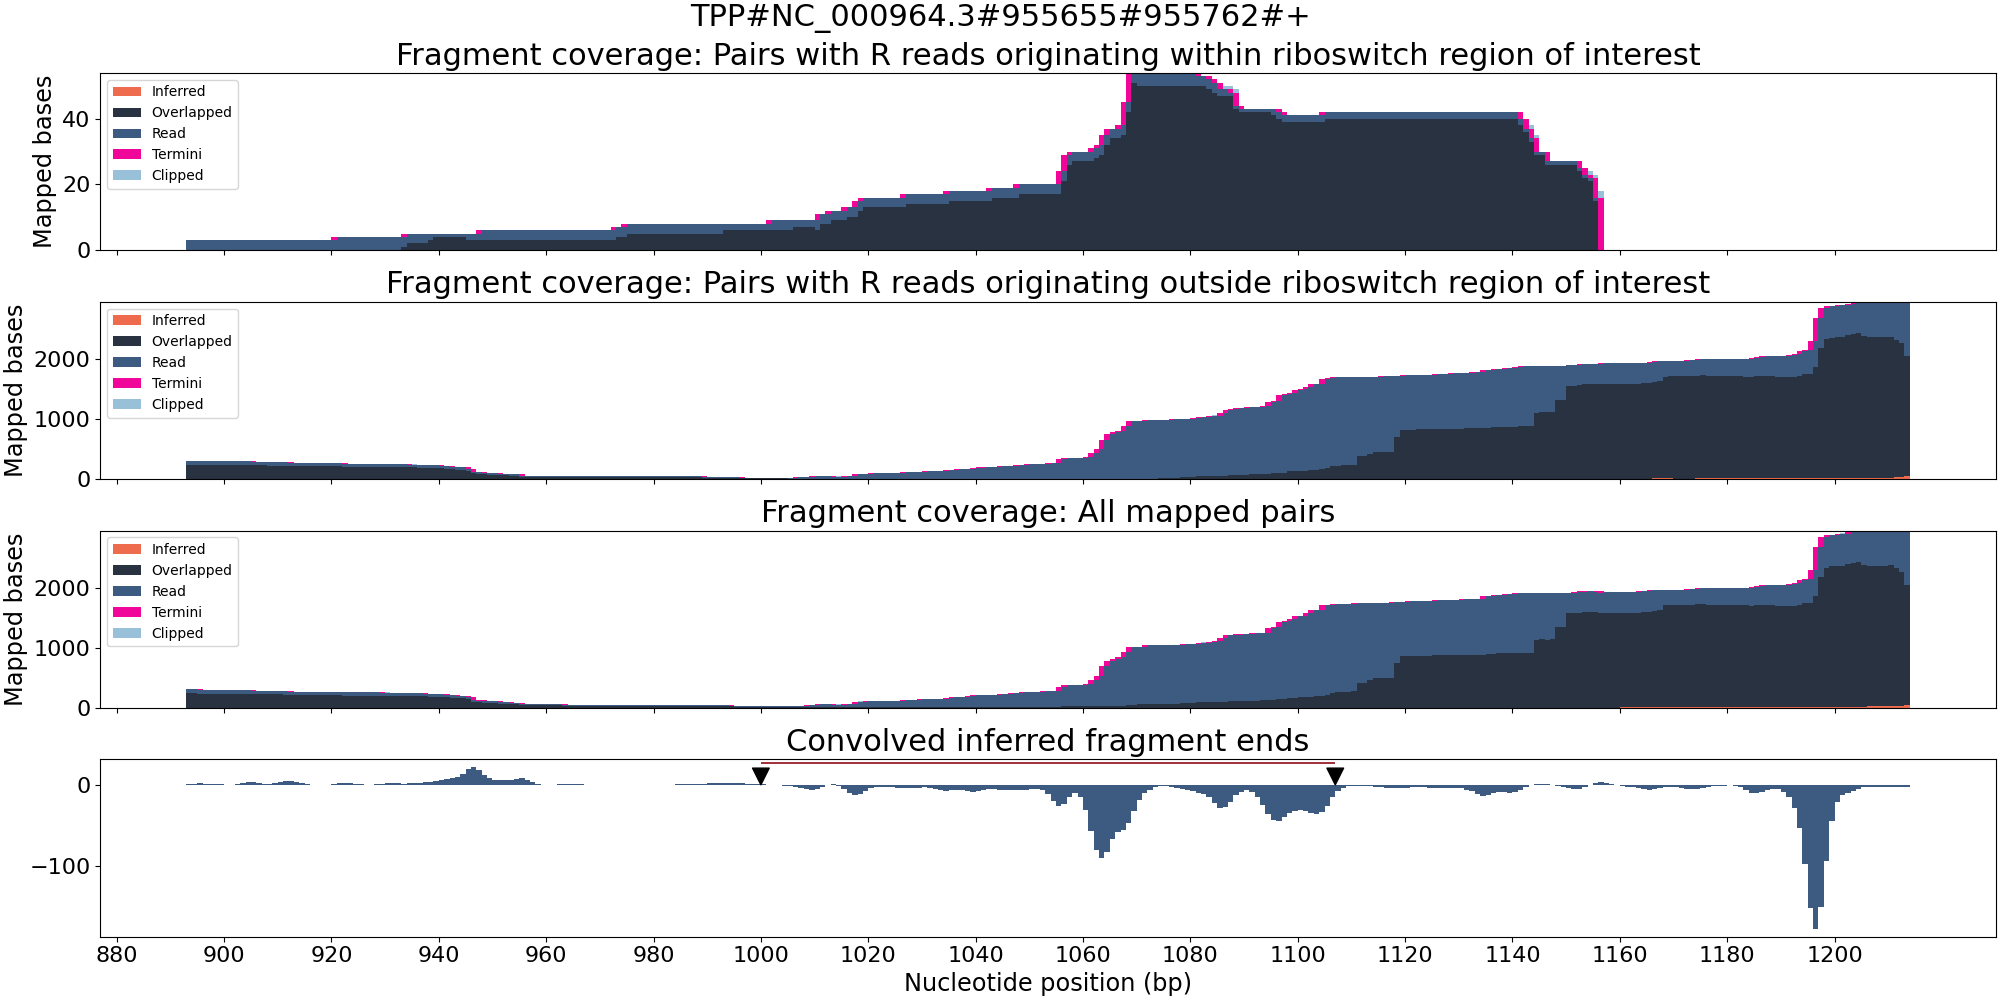 TPP#NC_000964.3#955655#955762#+
Fragment coverage: Pairs with R reads originating within riboswitch region of interest
Mapped bases
40
20
0
Inferred
Overlapped
Read
Termini
Clipped
Fragment coverage: Pairs with R reads originating outside riboswitch region of interest
Mapped bases
2000
1000
0
Inferred
Overlapped
Read
Termini
Clipped
Fragment coverage: All mapped pairs
Mapped bases
2000
1000
0
Inferred
Overlapped
Read
Termini
Clipped
Convolved inferred fragment ends
0
−100
880 900 920 940 960 980 1000 1020 1040 1060 1080 1100 1120 1140 1160 1180 1200
Nucleotide position (bp)